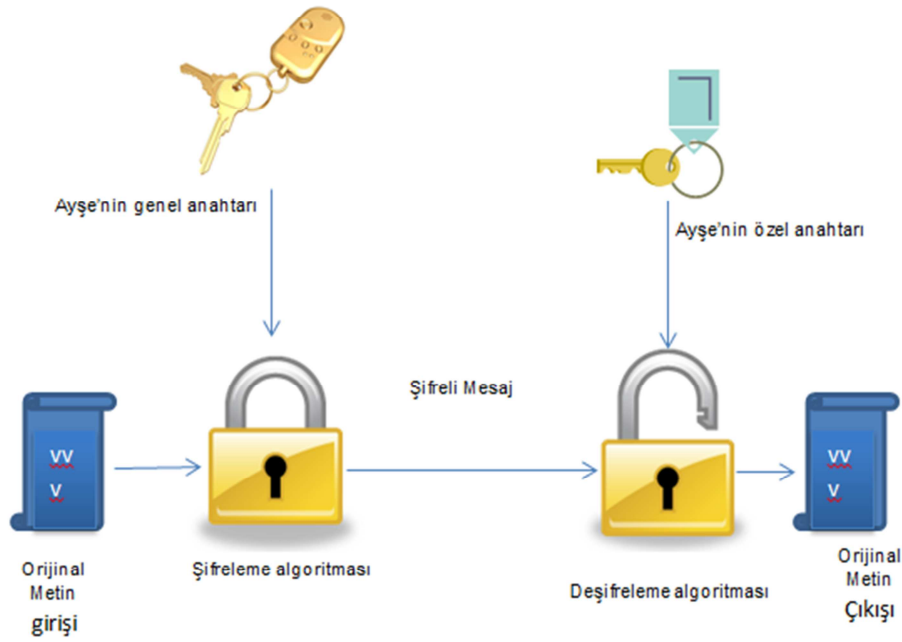 Ayşe'nin genel anahtarı
Ayşe'nin özel anahtarı
Şifreli Mesaj
VV
V
VV
V
Orijinal
Metin
girişi
Şifreleme algoritması
Deşifreleme algoritması
Orijinal
Metin
Çıkışı